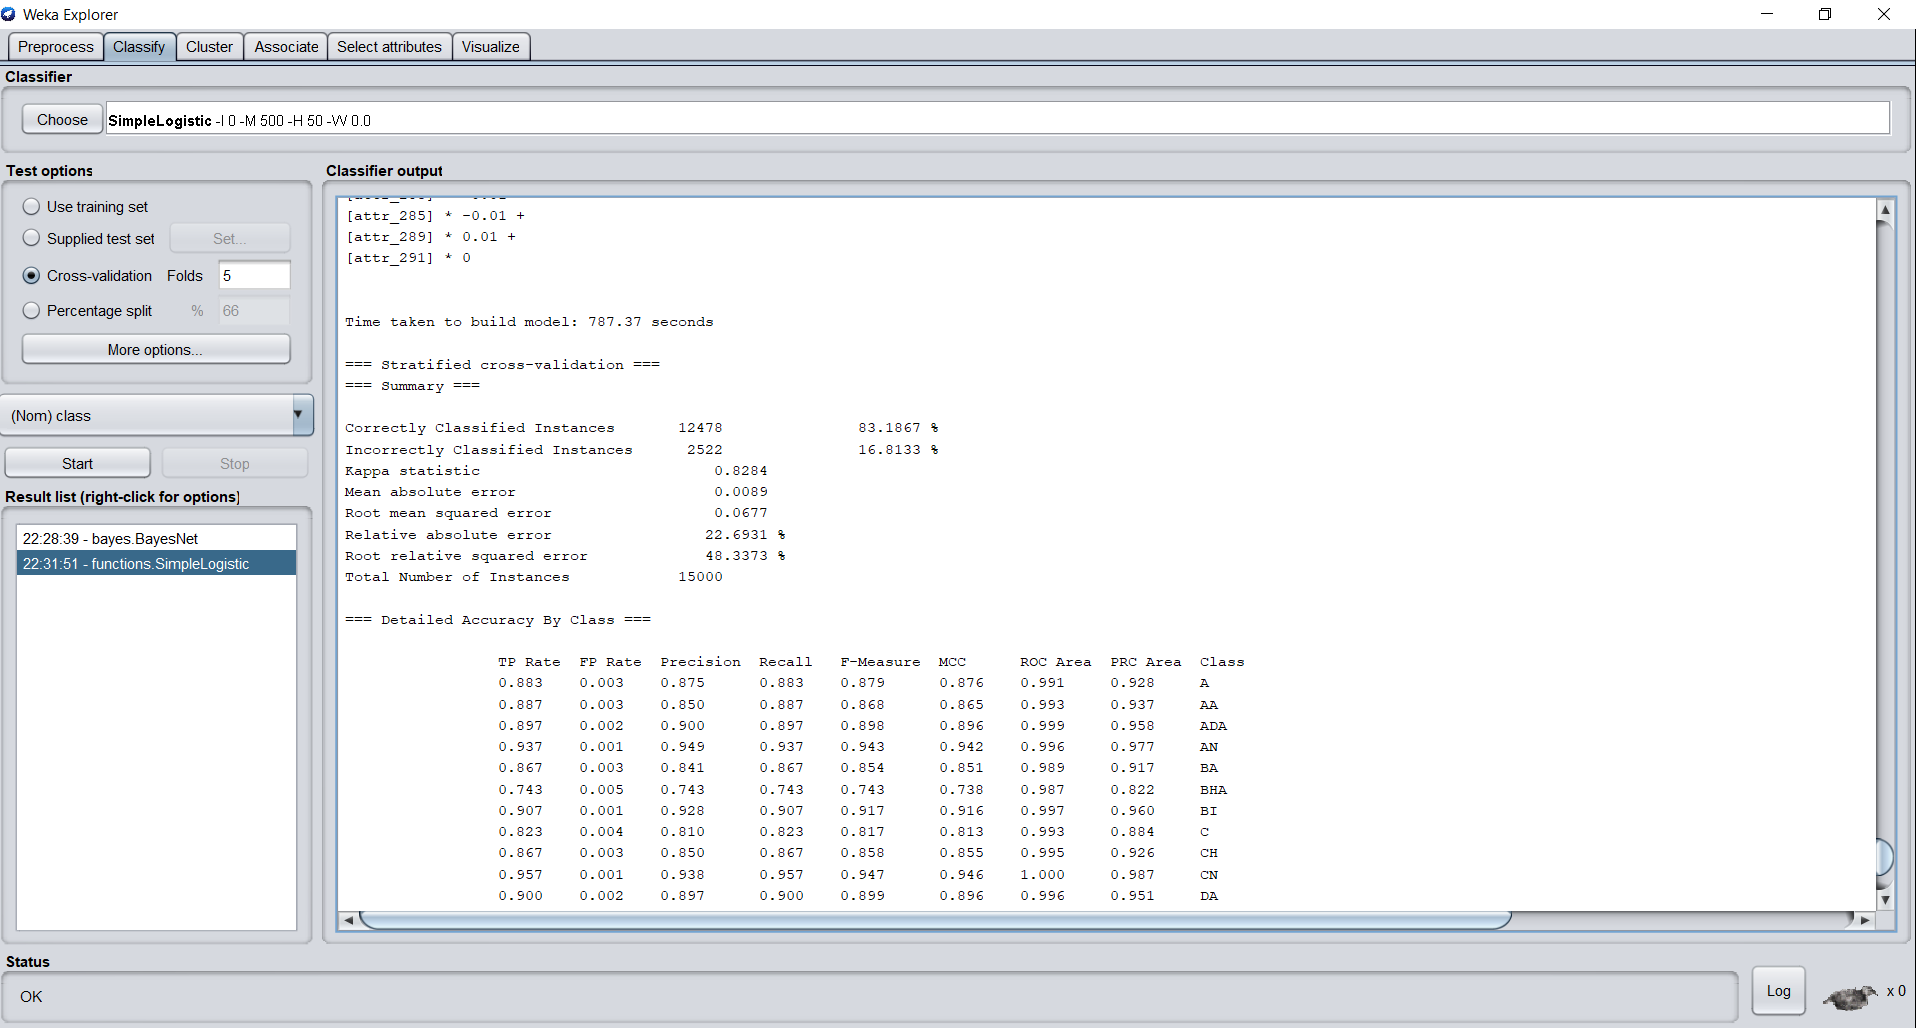 Weka Explorer
Preprocess Classify Cluster Associate Select attributes Visualize
Classifier
Choose SimpleLogistic -I 0 -M 500 -H 50 -W 0.0
Test options
Use training set
Supplied test set Set...
Cross-validation Folds 5
Percentage split % 66
More options...
(Nom) class
Start Stop
Result list (right-click for options)
22:28:39 - bayes.BayesNet
22:31:51 - functions.SimpleLogistic
Classifier output
[attr_285] * -0.01 +
[attr_289] * 0.01 +
[attr_291] * 0
Time taken to build model: 787.37 seconds
=== Stratified cross-validation ===
=== Summary ===
Correctly Classified Instances 12478 83.1867 %
Incorrectly Classified Instances 2522 16.8133 %
Kappa statistic 0.8284
Mean absolute error 0.0089
Root mean squared error 0.0677
Relative absolute error 22.6931 %
Root relative squared error 48.3373 %
Total Number of Instances 15000
=== Detailed Accuracy By Class ===
TP Rate FP Rate Precision Recall F-Measure MCC ROC Area PRC Area Class
0.883 0.003 0.875 0.883 0.879 0.876 0.991 0.928 A
0.887 0.003 0.850 0.887 0.868 0.865 0.993 0.937 AA
0.897 0.002 0.900 0.897 0.898 0.896 0.999 0.958 ADA
0.937 0.001 0.949 0.937 0.943 0.942 0.996 0.977 AN
0.867 0.003 0.841 0.867 0.854 0.851 0.989 0.917 BA
0.743 0.005 0.743 0.743 0.743 0.738 0.987 0.822 BHA
0.907 0.001 0.928 0.907 0.917 0.916 0.997 0.960 BI
0.823 0.004 0.810 0.823 0.817 0.813 0.993 0.884 C
0.867 0.003 0.850 0.867 0.858 0.855 0.995 0.926 CH
0.957 0.001 0.938 0.957 0.947 0.946 1.000 0.987 CN
0.900 0.002 0.897 0.900 0.899 0.896 0.996 0.951 DA
Status
OK
Log x 0